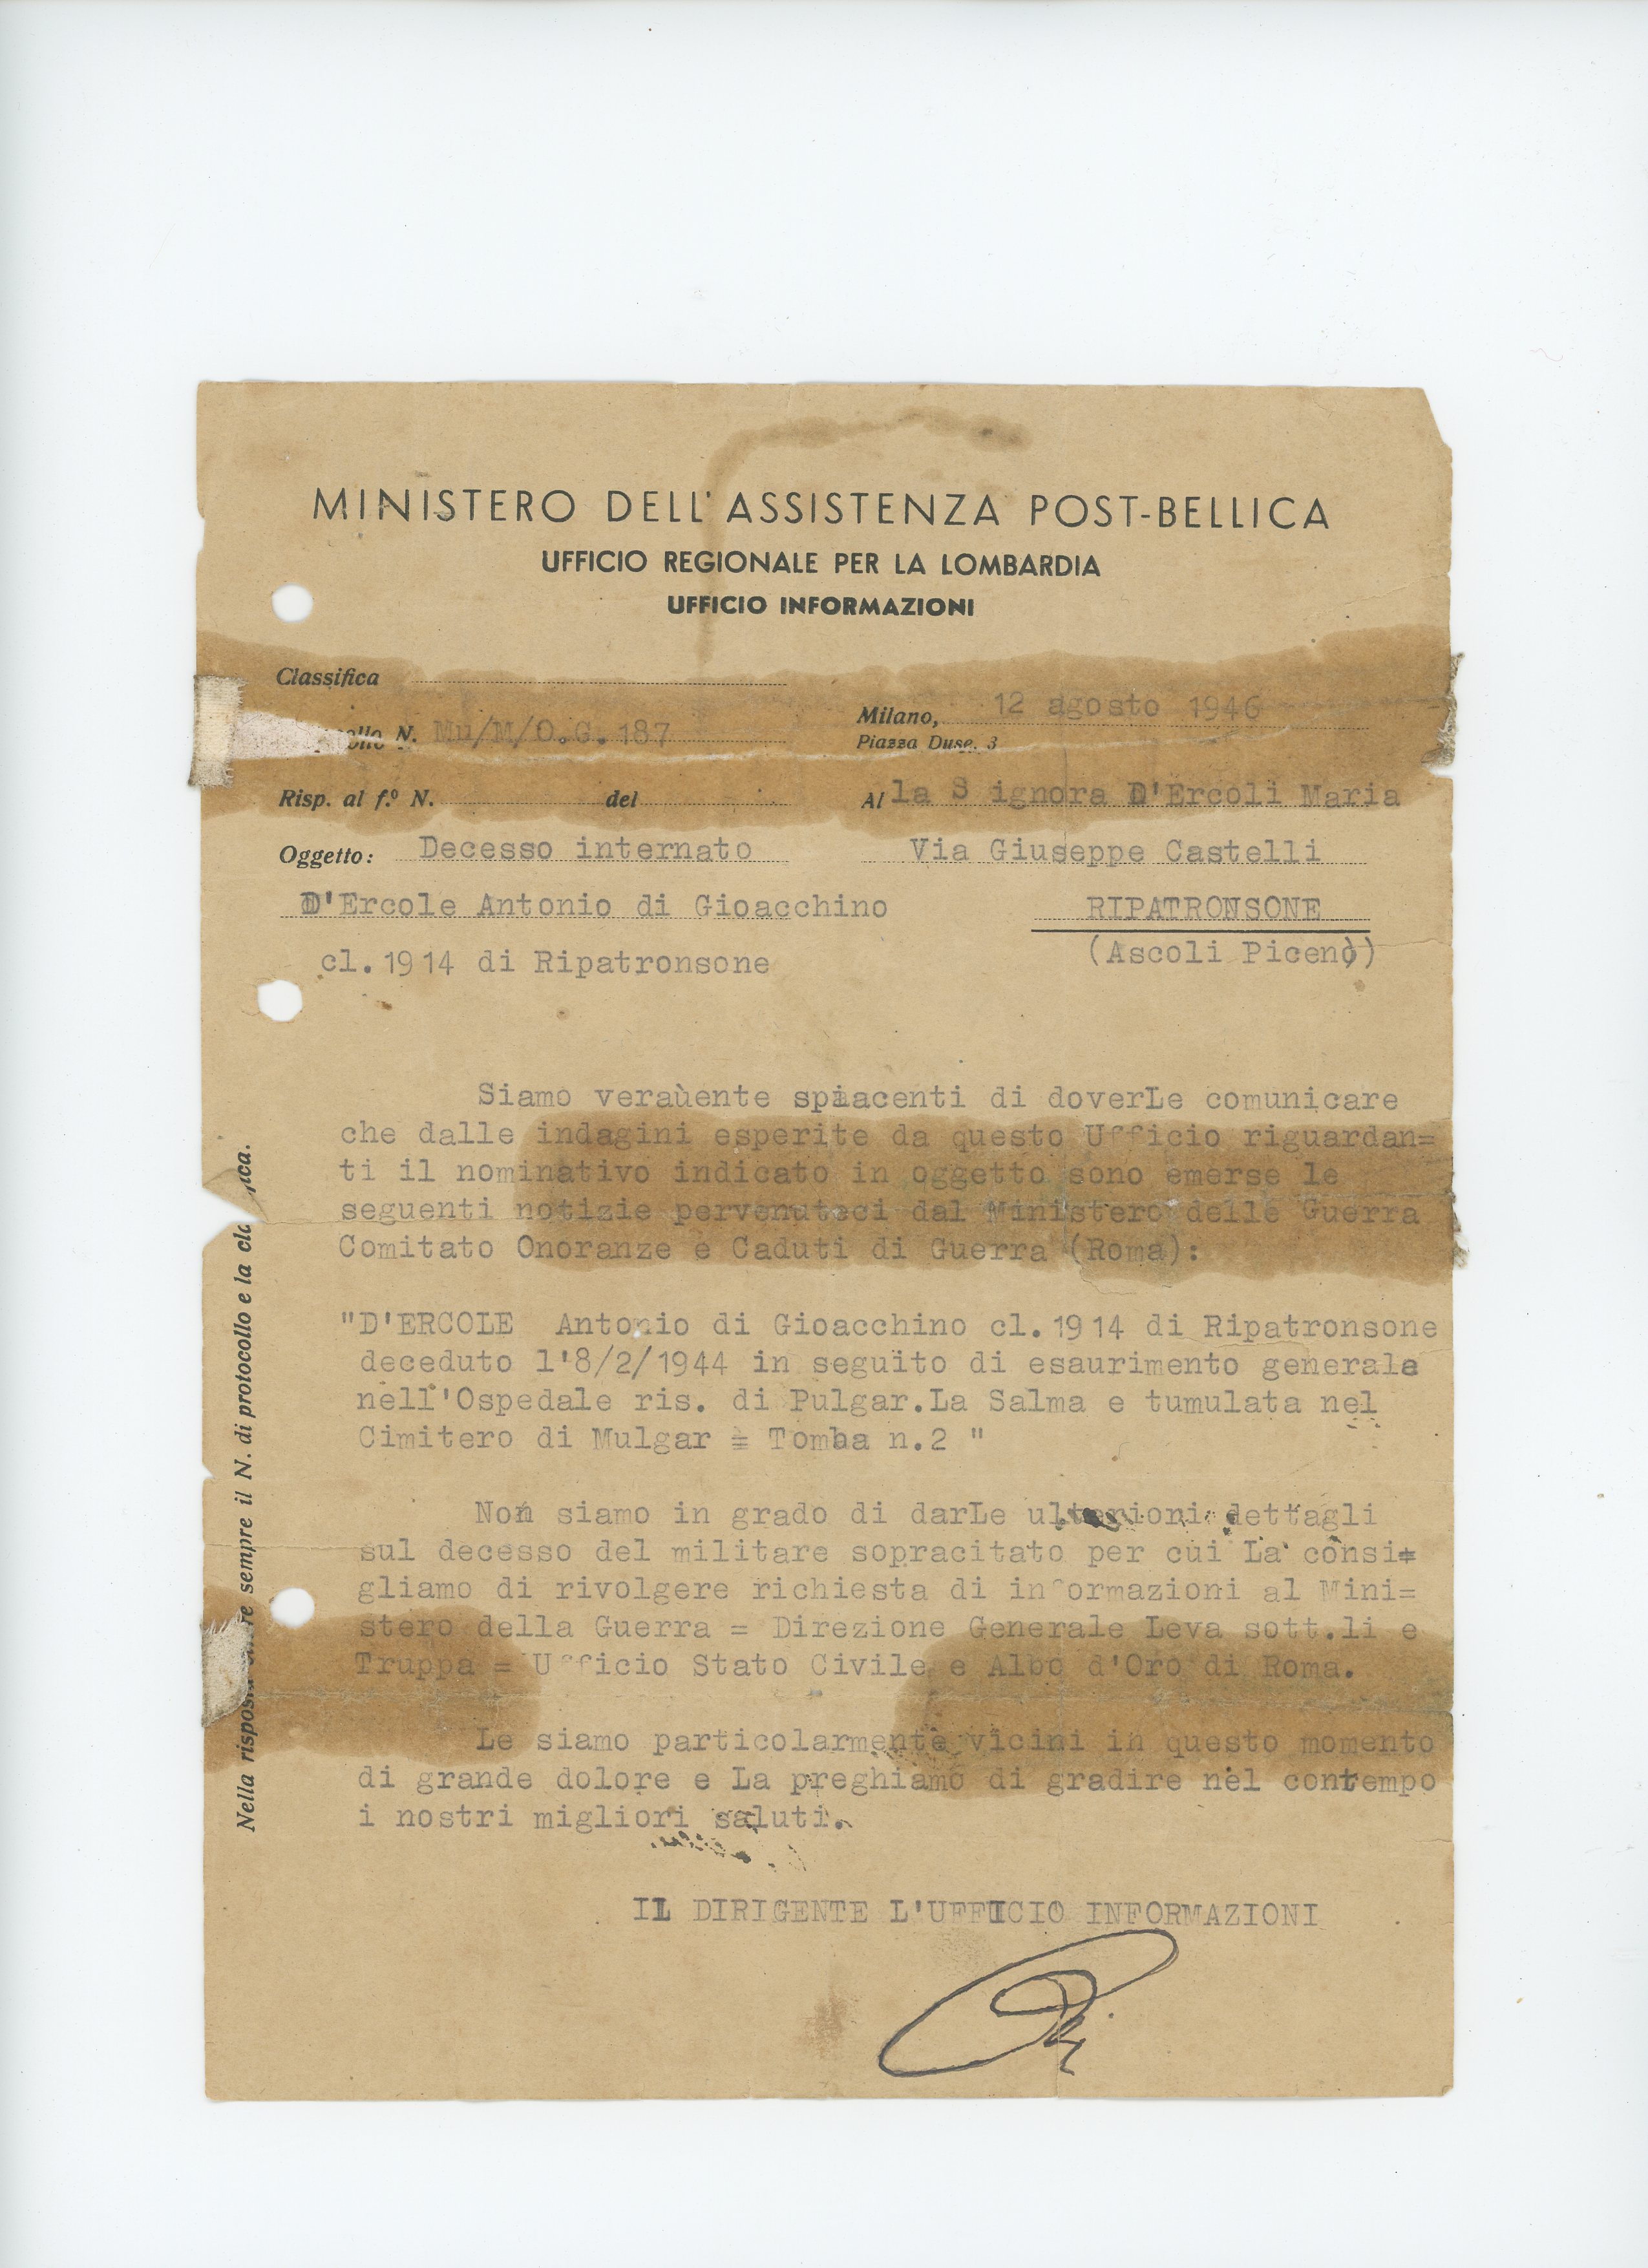 MINISTERO DELL'ASSISTENZA POST-BELLICA
UFFICIO REGIONALE PER LA LOMBARDIA
UFFICIO INFORMAZIONI
Classifica
ollo N. Mu/M/O.G. 187
Milano, 12 agosto 1946
Piazza Duse, 3
Risp. al f.º N. del
Al la S ignora D'Ercoli Maria
Oggetto: Decesso internato
Via Giuseppe Castelli
D'Ercole Antonio di Gioacchino
RIPATRONSONE
cl.1914 di Ripatronsone
(Ascoli Piceno)
Siamo veraùente spiacenti di doverLe comunicare
che dalle indagini esperite da questo Ufficio riguardan=
ti il nominativo indicato in oggetto sono emerse le
seguenti notizie pervenuteci dal Ministero delle Guerra
Comitato Onoranze e Caduti di Guerra (Roma):
"D'ERCOLE Antonio di Gioacchino cl.1914 di Ripatronsone
deceduto l'8/2/1944 in seguito di esaurimento generale
nell'Ospedale ris. di Pulgar.La Salma e tumulata nel
Cimitero di Mulgar = Tomba n.2 "
Non siamo in grado di darLe ulterioni dettagli
sul decesso del militare sopracitato per cui La consi=
gliamo di rivolgere richiesta di informazioni al Mini=
stero della Guerra = Direzione Generale Leva sott.li e
Truppa = Ufficio Stato Civile e Albo d'Oro di Roma.
Le siamo particolarmente vicini in questo momento
di grande dolore e La preghiamo di gradire nel contempo
i nostri migliori saluti.
IL DIRIGENTE L'UFFICIO INFORMAZIONI
Nella rispos re sempre il N. di protocollo e la cla ica.